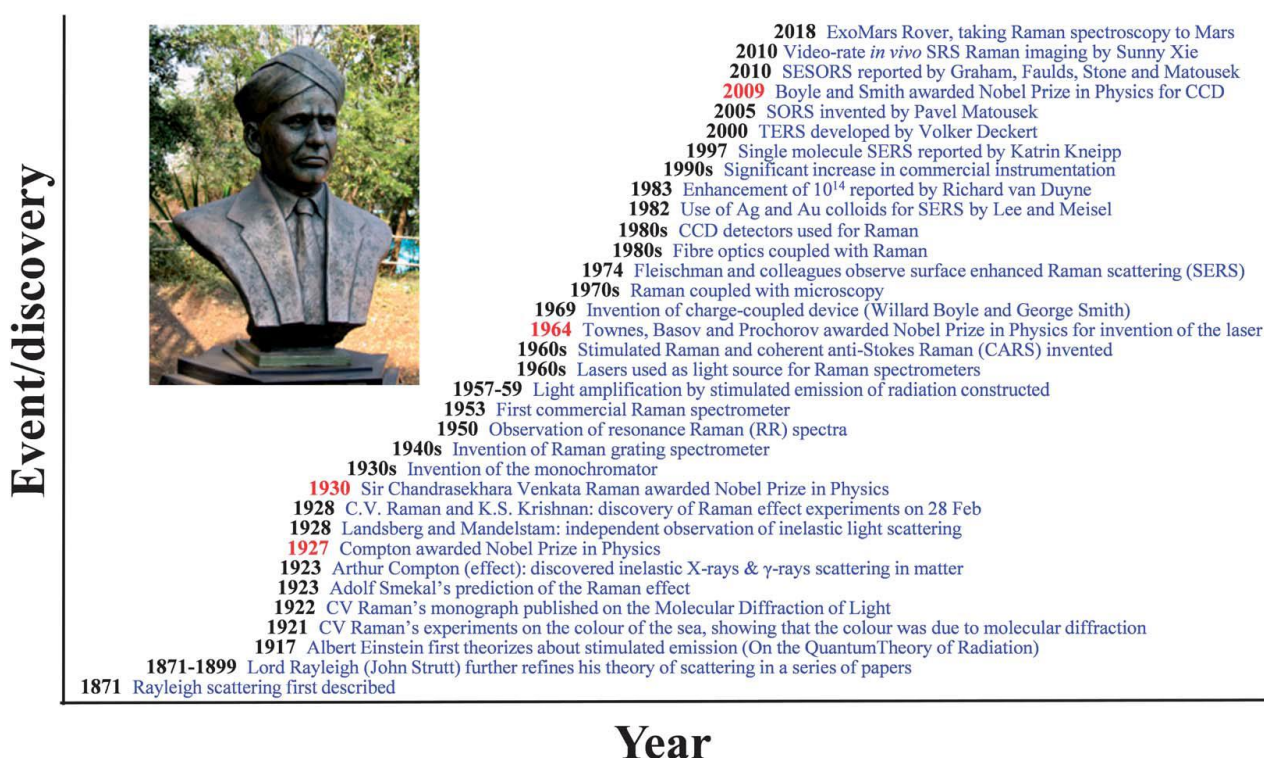 Event/discovery
2018 ExoMars Rover, taking Raman spectroscopy to Mars
2010 Video-rate in vivo SRS Raman imaging by Sunny Xie
2010 SESORS reported by Graham, Faulds, Stone and Matousek
2009 Boyle and Smith awarded Nobel Prize in Physics for CCD
2005 SORS invented by Pavel Matousek
2000 TERS developed by Volker Deckert
1997 Single molecule SERS reported by Katrin Kneipp
1990s Significant increase in commercial instrumentation
1983 Enhancement of 10¹⁴ reported by Richard van Duyne
1982 Use of Ag and Au colloids for SERS by Lee and Meisel
1980s CCD detectors used for Raman
1980s Fibre optics coupled with Raman
1974 Fleischman and colleagues observe surface enhanced Raman scattering (SERS)
1970s Raman coupled with microscopy
1969 Invention of charge-coupled device (Willard Boyle and George Smith)
1964 Townes, Basov and Prochorov awarded Nobel Prize in Physics for invention of the laser
1960s Stimulated Raman and coherent anti-Stokes Raman (CARS) invented
1960s Lasers used as light source for Raman spectrometers
1957-59 Light amplification by stimulated emission of radiation constructed
1953 First commercial Raman spectrometer
1950 Observation of resonance Raman (RR) spectra
1940s Invention of Raman grating spectrometer
1930s Invention of the monochromator
1930 Sir Chandrasekhara Venkata Raman awarded Nobel Prize in Physics
1928 C.V. Raman and K.S. Krishnan: discovery of Raman effect experiments on 28 Feb
1928 Landsberg and Mandelstam: independent observation of inelastic light scattering
1927 Compton awarded Nobel Prize in Physics
1923 Arthur Compton (effect): discovered inelastic X-rays & γ-rays scattering in matter
1923 Adolf Smekal's prediction of the Raman effect
1922 CV Raman's monograph published on the Molecular Diffraction of Light
1921 CV Raman's experiments on the colour of the sea, showing that the colour was due to molecular diffraction
1917 Albert Einstein first theorizes about stimulated emission (On the QuantumTheory of Radiation)
1871-1899 Lord Rayleigh (John Strutt) further refines his theory of scattering in a series of papers
1871 Rayleigh scattering first described
Year